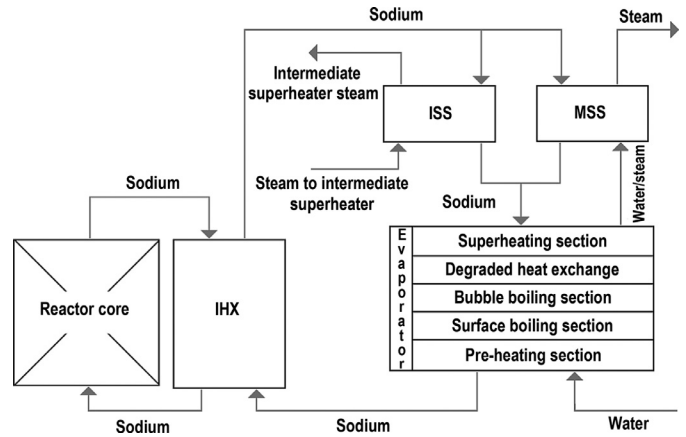 Sodium
Steam
Intermediate
superheater steam
ISS
MSS
Steam to intermediate
superheater
Sodium
Water/steam
Sodium
Evaporator
Superheating section
Degraded heat exchange
Bubble boiling section
Surface boiling section
Pre-heating section
Reactor core
IHX
Sodium
Sodium
Water